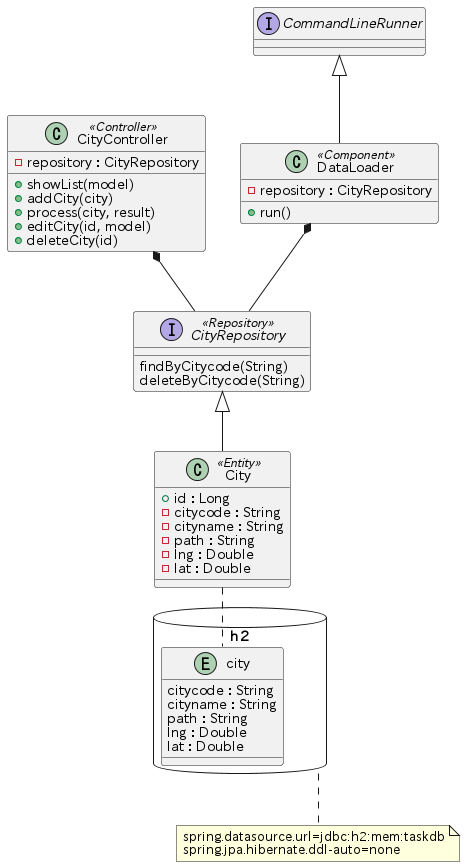 I CommandLineRunner
C «Controller»
CityController
repository : CityRepository
showList(model)
addCity(city)
process(city, result)
editCity(id, model)
deleteCity(id)
C «Component»
DataLoader
repository : CityRepository
run()
I «Repository»
CityRepository
findByCitycode(String)
deleteByCitycode(String)
C «Entity»
City
id : Long
citycode : String
cityname : String
path : String
lng : Double
lat : Double
h2
E city
citycode : String
cityname : String
path : String
lng : Double
lat : Double
spring.datasource.url=jdbc:h2:mem:taskdb
spring.jpa.hibernate.ddl-auto=none